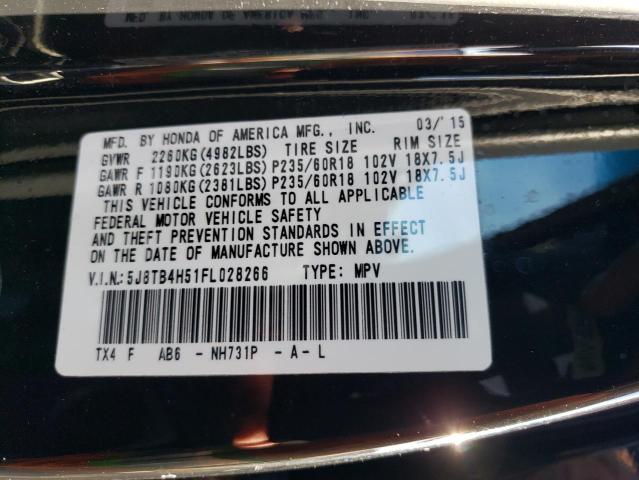 MFD. BY HONDA OF AMERICA MFG., INC. 03/'15
GVWR 2260KG(4982LBS) TIRE SIZE RIM SIZE
GAWR F 1190KG(2623LBS) P235/60R18 102V 18X7.5J
GAWR R 1080KG(2381LBS) P235/60R18 102V 18X7.5J
THIS VEHICLE CONFORMS TO ALL APPLICABLE
FEDERAL MOTOR VEHICLE SAFETY
AND THEFT PREVENTION STANDARDS IN EFFECT
ON THE DATE OF MANUFACTURE SHOWN ABOVE.
V.I.N.:5J8TB4H51FL028266 TYPE: MPV
TX4 F AB6 - NH731P - A - L